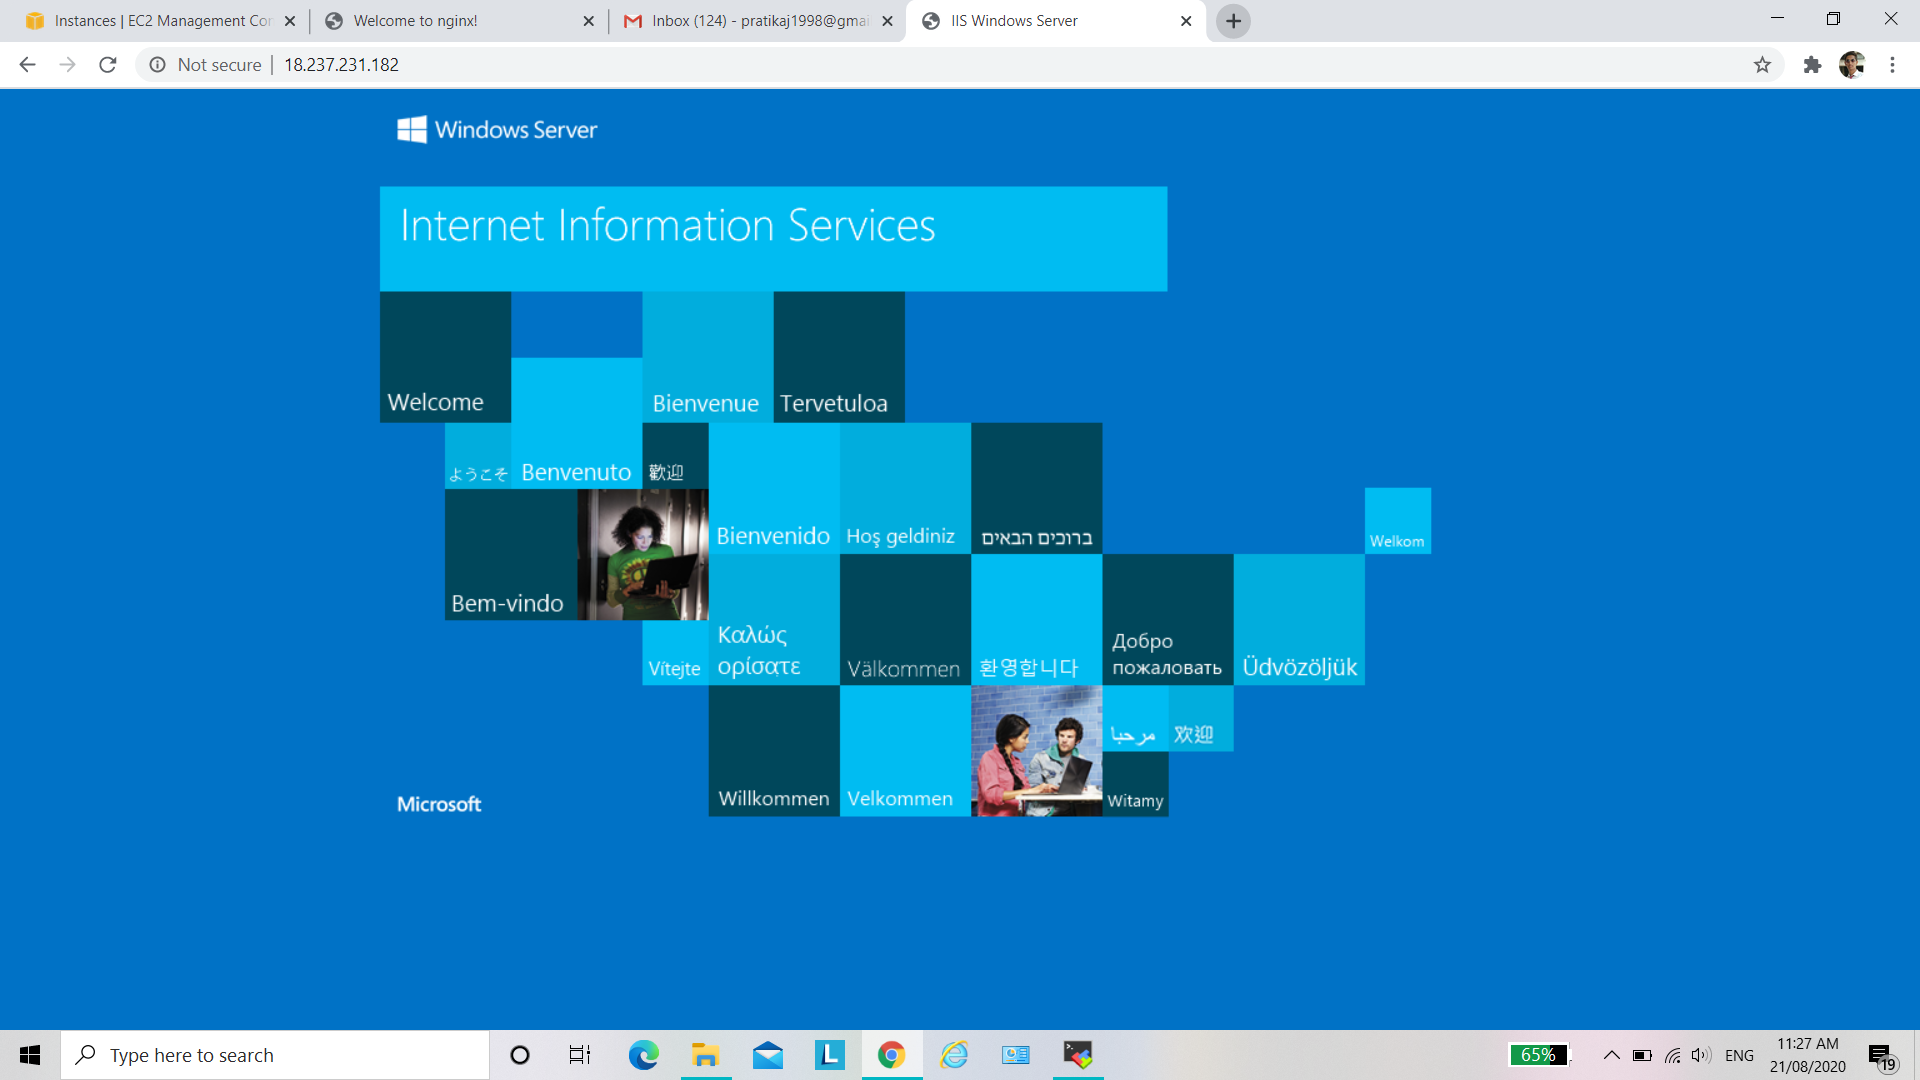 Instances | EC2 Management Con
Welcome to nginx!
Inbox (124) - pratikaj1998@gmai
IIS Windows Server
Not secure
18.237.231.182
Windows Server
Internet Information Services
Welcome
Bienvenue
Tervetuloa
ようこそ
Benvenuto
歡迎
Bienvenido
Hoş geldiniz
ברוכים הבאים
Welkom
Bem-vindo
Vítejte
Καλώς
ορίσατε
Välkommen
환영합니다
Добро
пожаловать
Üdvözöljük
Willkommen
Velkommen
مرحبا
欢迎
Witamy
Microsoft
Type here to search
65%
ENG
11:27 AM
21/08/2020
19